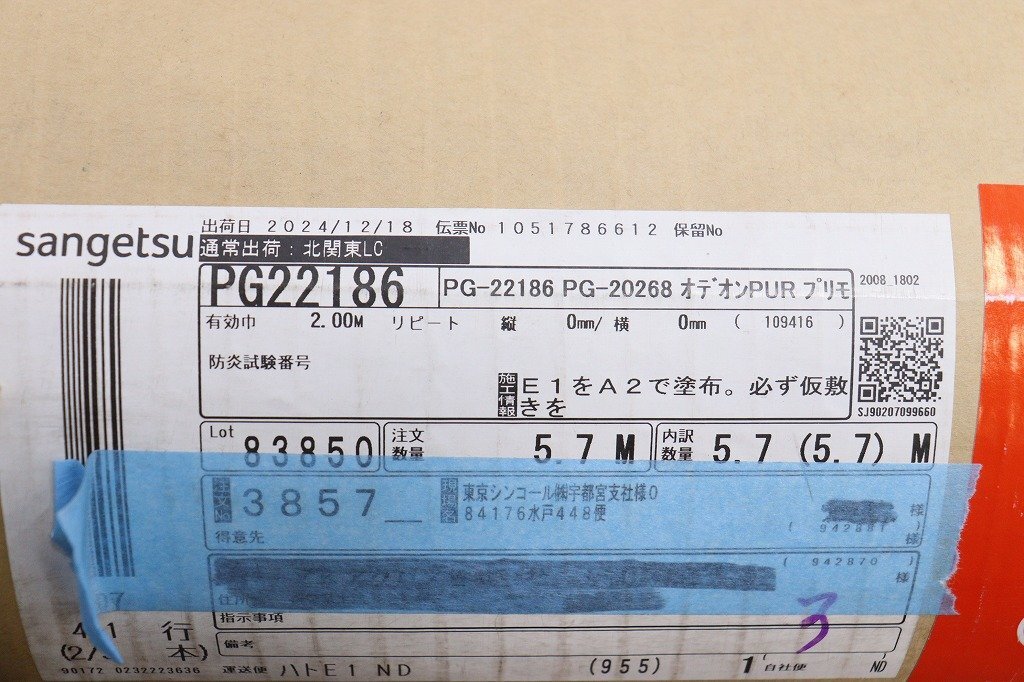 sangetsu
出荷日 2024/12/18 伝票No 1051786612 保留No
通常出荷:北関東LC
PG22186
PG-22186 PG-20268 オデオンPUR プリモ
2008_1802
有効巾 2.00M リピート 縦 0mm/横 0mm ( 109416 )
防炎試験番号
施工情報
E1をA2で塗布。必ず仮敷
きを
SJ90207099660
Lot 83850
注文数量 5.7 M
内訳数量 5.7 (5.7) M
3857__
東京シンコール㈱宇都宮支社様0
84176水戸448便
様
得意先
様
( 942870 )
様
指示事項
備考
行
本)
90172 0232223636
運送便 ハトE1 ND (955) 1 自社便 ND